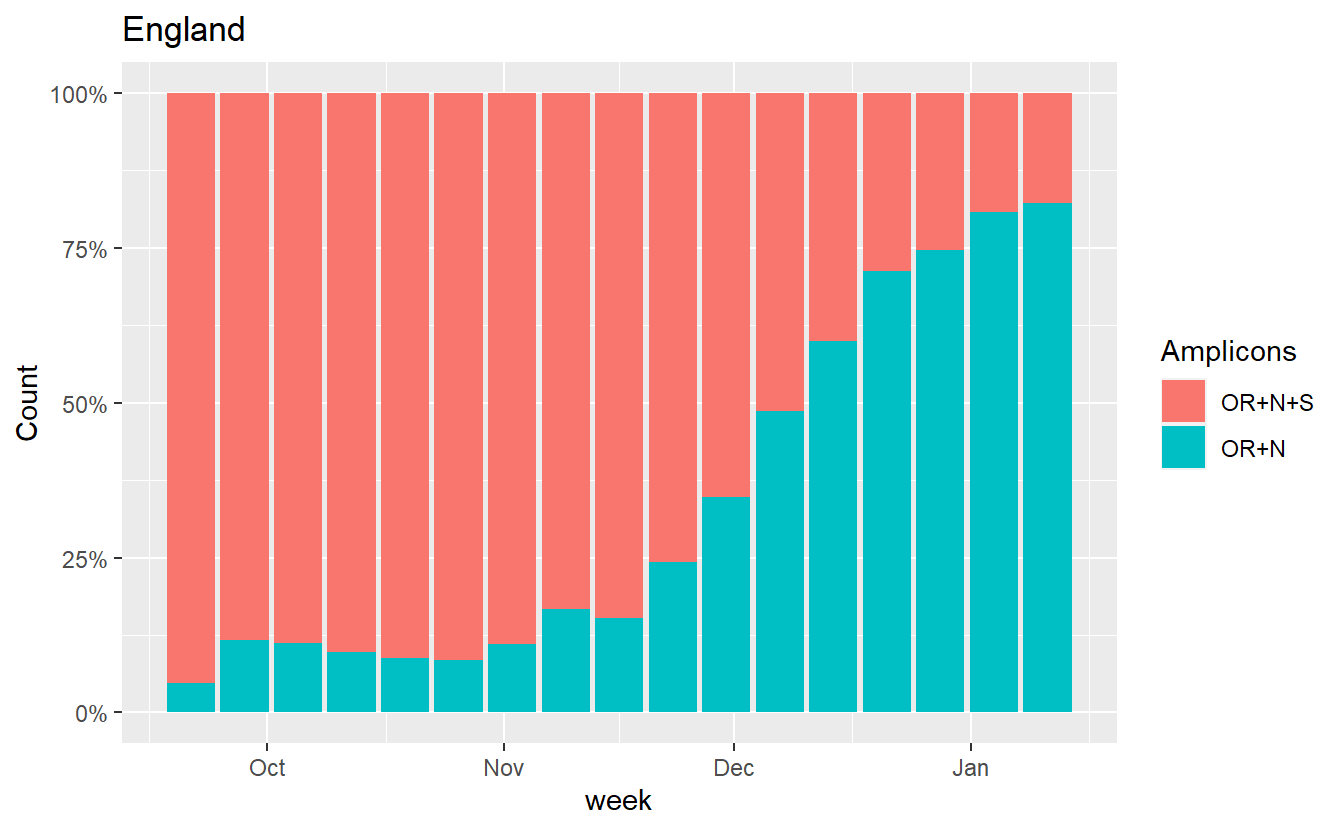 England
100%
75%
50%
25%
0%
Count
Oct Nov Dec Jan
week
Amplicons
OR+N+S
OR+N